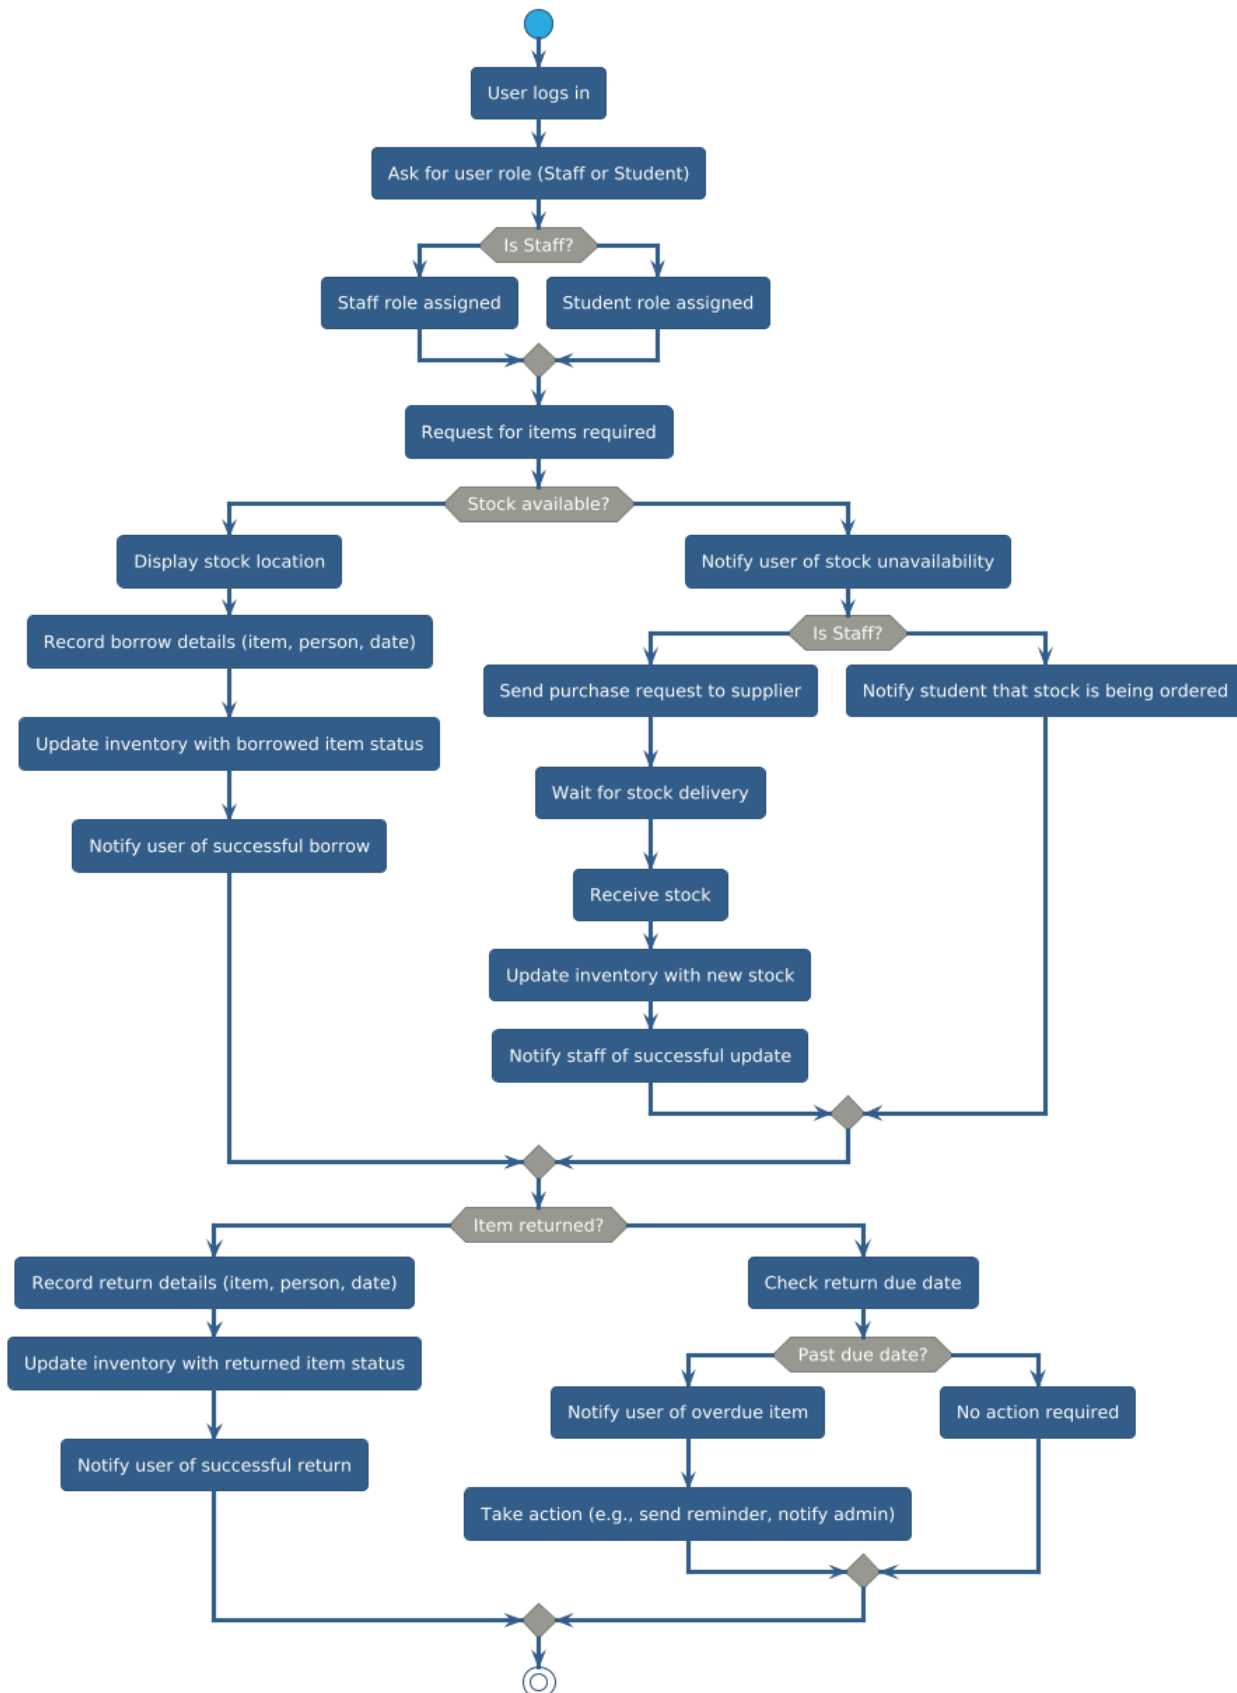 User logs in
Ask for user role (Staff or Student)
Is Staff?
Staff role assigned
Student role assigned
Request for items required
Stock available?
Display stock location
Record borrow details (item, person, date)
Update inventory with borrowed item status
Notify user of successful borrow
Notify user of stock unavailability
Is Staff?
Send purchase request to supplier
Wait for stock delivery
Receive stock
Update inventory with new stock
Notify staff of successful update
Notify student that stock is being ordered
Item returned?
Record return details (item, person, date)
Update inventory with returned item status
Notify user of successful return
Check return due date
Past due date?
Notify user of overdue item
Take action (e.g., send reminder, notify admin)
No action required